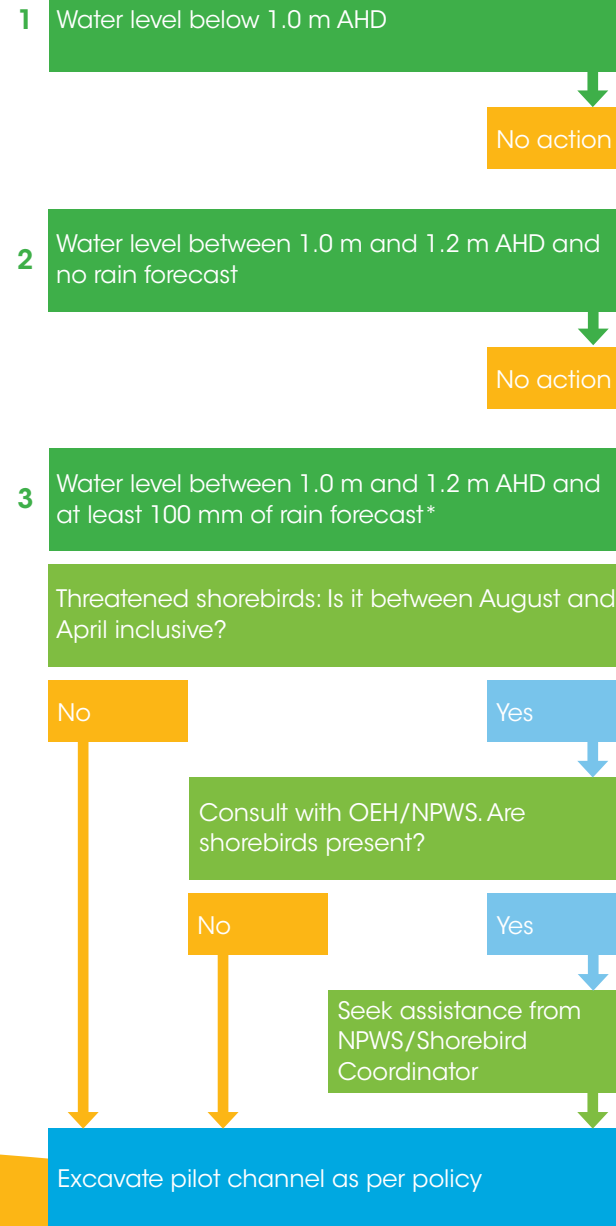 1 Water level below 1.0 m AHD
No action
2 Water level between 1.0 m and 1.2 m AHD and
no rain forecast
No action
3 Water level between 1.0 m and 1.2 m AHD and
at least 100 mm of rain forecast*
Threatened shorebirds: Is it between August and
April inclusive?
No Yes
Consult with OEH/NPWS. Are
shorebirds present?
No Yes
Seek assistance from
NPWS/Shorebird
Coordinator
Excavate pilot channel as per policy